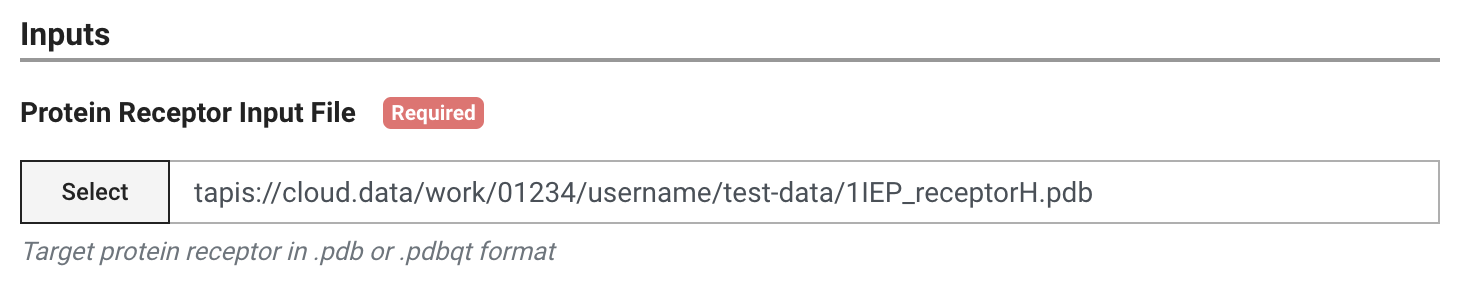 Inputs
Protein Receptor Input File Required
Select tapis://cloud.data/work/01234/username/test-data/1IEP_receptorH.pdb
Target protein receptor in .pdb or .pdbqt format